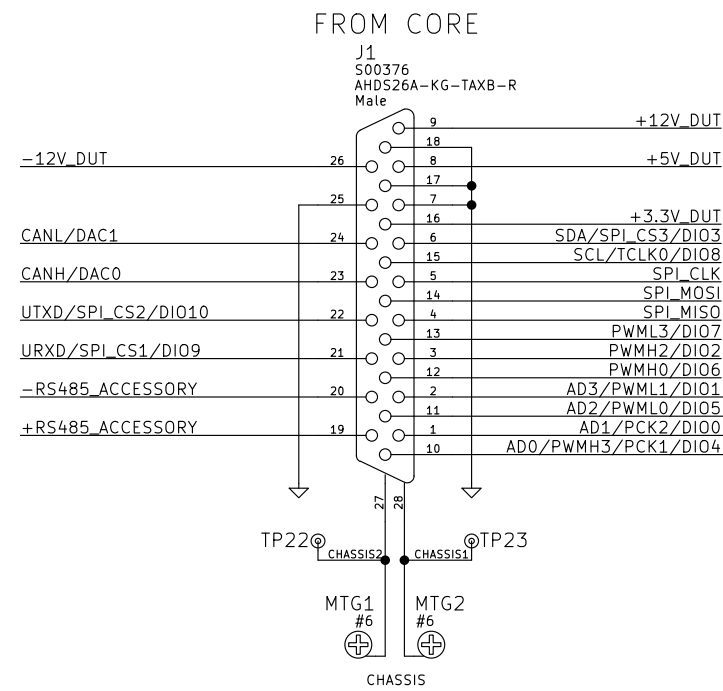 FROM CORE
J1
S00376
AHDS26A-KG-TAXB-R
Male
9 +12V_DUT
18
-12V_DUT 26 8 +5V_DUT
17
25 7
16 +3.3V_DUT
CANL/DAC1 24 6 SDA/SPI_CS3/DIO3
15 SCL/TCLK0/DIO8
CANH/DAC0 23 5 SPI_CLK
14 SPI_MOSI
UTXD/SPI_CS2/DIO10 22 4 SPI_MISO
13 PWML3/DIO7
URXD/SPI_CS1/DIO9 21 3 PWMH2/DIO2
12 PWMH0/DIO6
-RS485_ACCESSORY 20 2 AD3/PWML1/DIO1
11 AD2/PWML0/DIO5
+RS485_ACCESSORY 19 1 AD1/PCK2/DIO0
10 AD0/PWMH3/PCK1/DIO4
27 28
TP22 TP23
CHASSIS2 CHASSIS1
MTG1 MTG2
#6 #6
CHASSIS